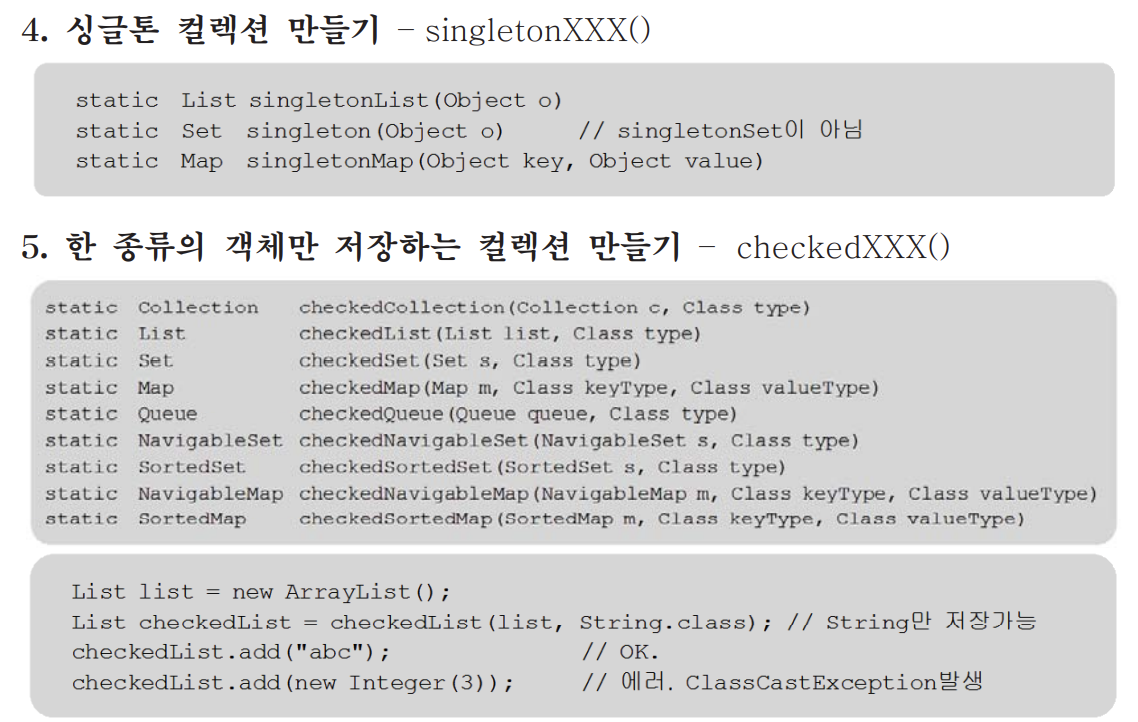 4. 싱글톤 컬렉션 만들기 - singletonXXX()
static List singletonList(Object o)
static Set singleton(Object o) // singletonSet이 아님
static Map singletonMap(Object key, Object value)
5. 한 종류의 객체만 저장하는 컬렉션 만들기 - checkedXXX()
static Collection checkedCollection(Collection c, Class type)
static List checkedList(List list, Class type)
static Set checkedSet(Set s, Class type)
static Map checkedMap(Map m, Class keyType, Class valueType)
static Queue checkedQueue(Queue queue, Class type)
static NavigableSet checkedNavigableSet(NavigableSet s, Class type)
static SortedSet checkedSortedSet(SortedSet s, Class type)
static NavigableMap checkedNavigableMap(NavigableMap m, Class keyType, Class valueType)
static SortedMap checkedSortedMap(SortedMap m, Class keyType, Class valueType)
List list = new ArrayList();
List checkedList = checkedList(list, String.class); // String만 저장가능
checkedList.add("abc"); // OK.
checkedList.add(new Integer(3)); // 에러. ClassCastException발생